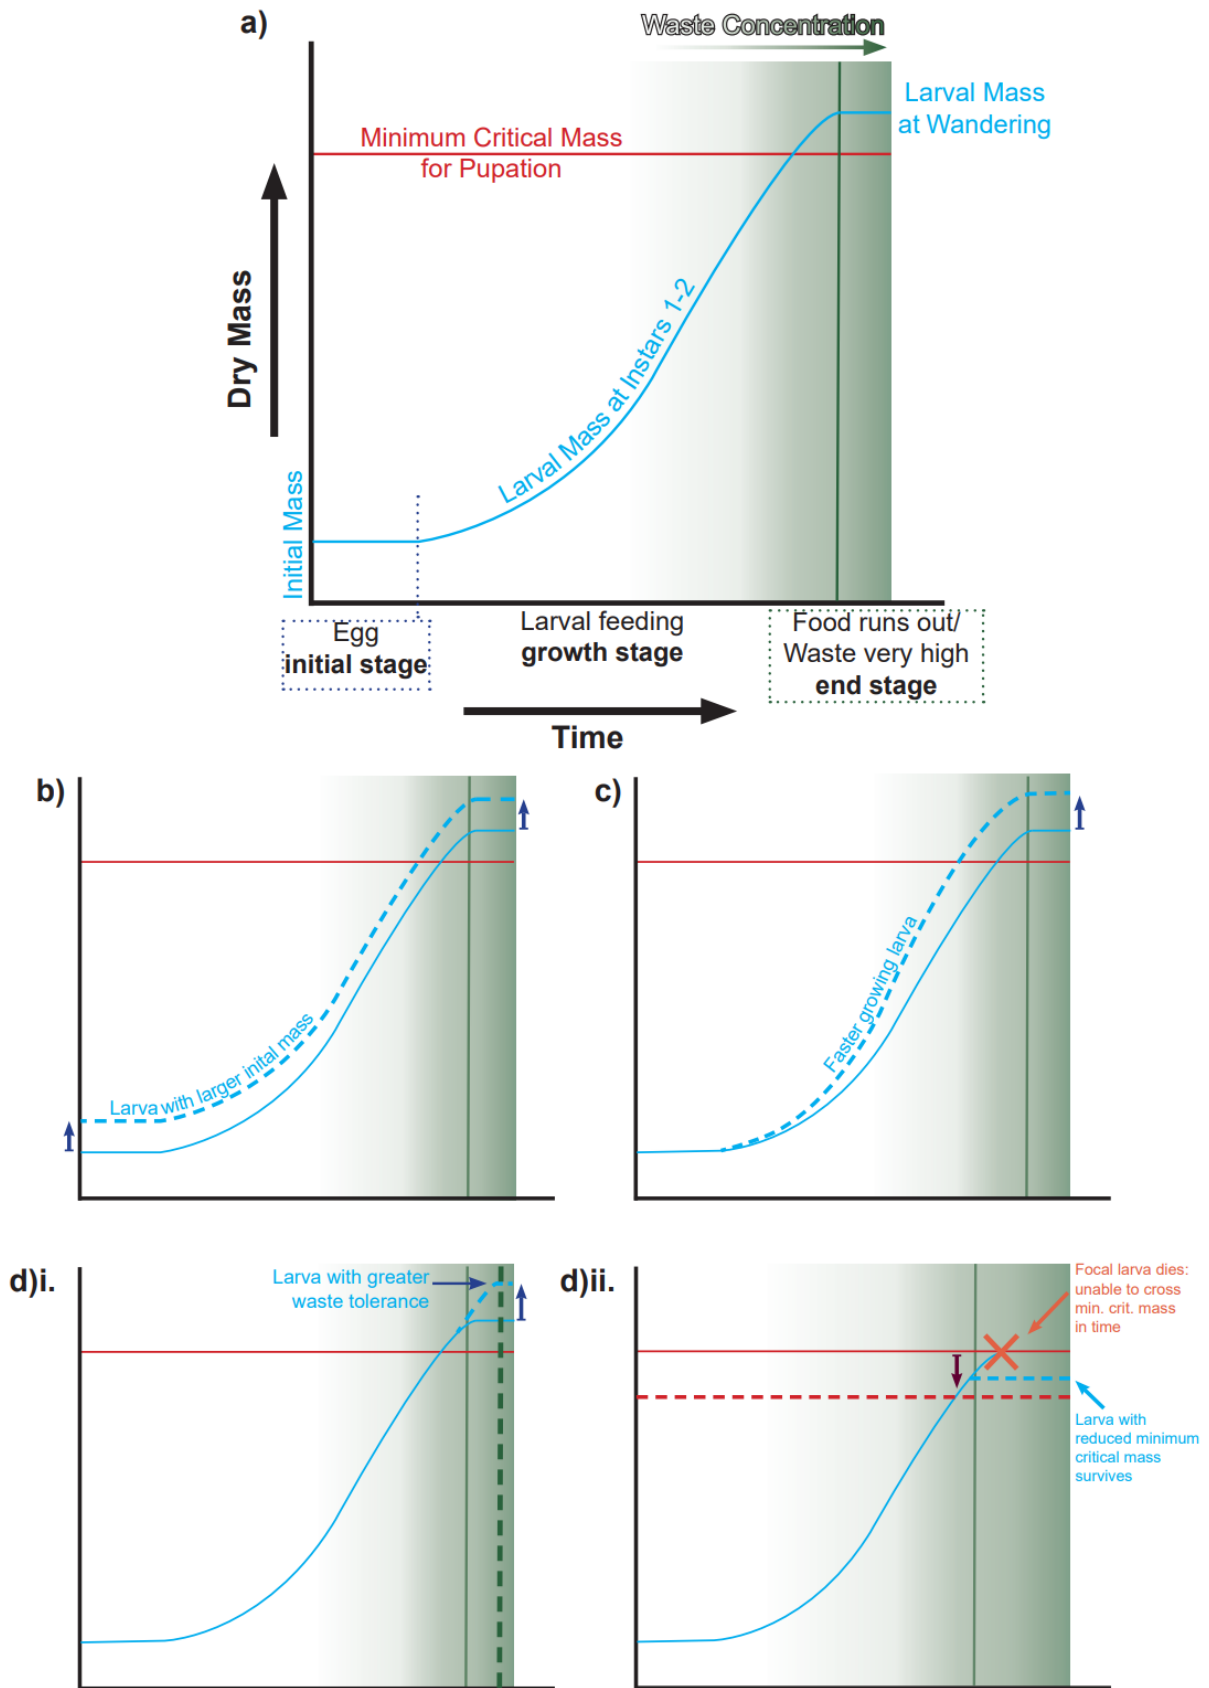 a)
Waste Concentration
Larval Mass
at Wandering
Minimum Critical Mass
for Pupation
Dry Mass
Larval Mass at Instars 1-2
Initial Mass
Egg
initial stage
Larval feeding
growth stage
Food runs out/
Waste very high
end stage
Time
b)
Larva with larger inital mass
c)
Faster growing larva
d)i.
Larva with greater
waste tolerance
d)ii.
Focal larva dies:
unable to cross
min. crit. mass
in time
Larva with
reduced minimum
critical mass
survives